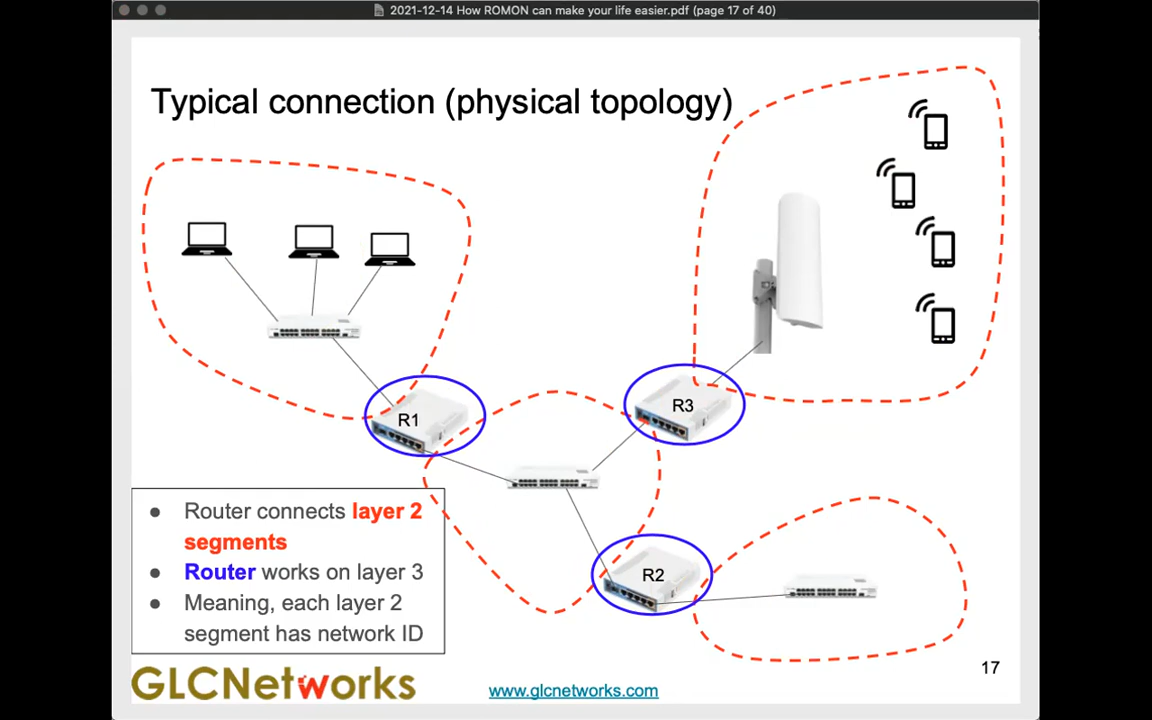 2021-12-14 How ROMON can make your life easier.pdf (page 17 of 40)
Typical connection (physical topology)
R1
R3
R2
● Router connects layer 2
segments
● Router works on layer 3
● Meaning, each layer 2
segment has network ID
17
GLCNetworks
www.glcnetworks.com